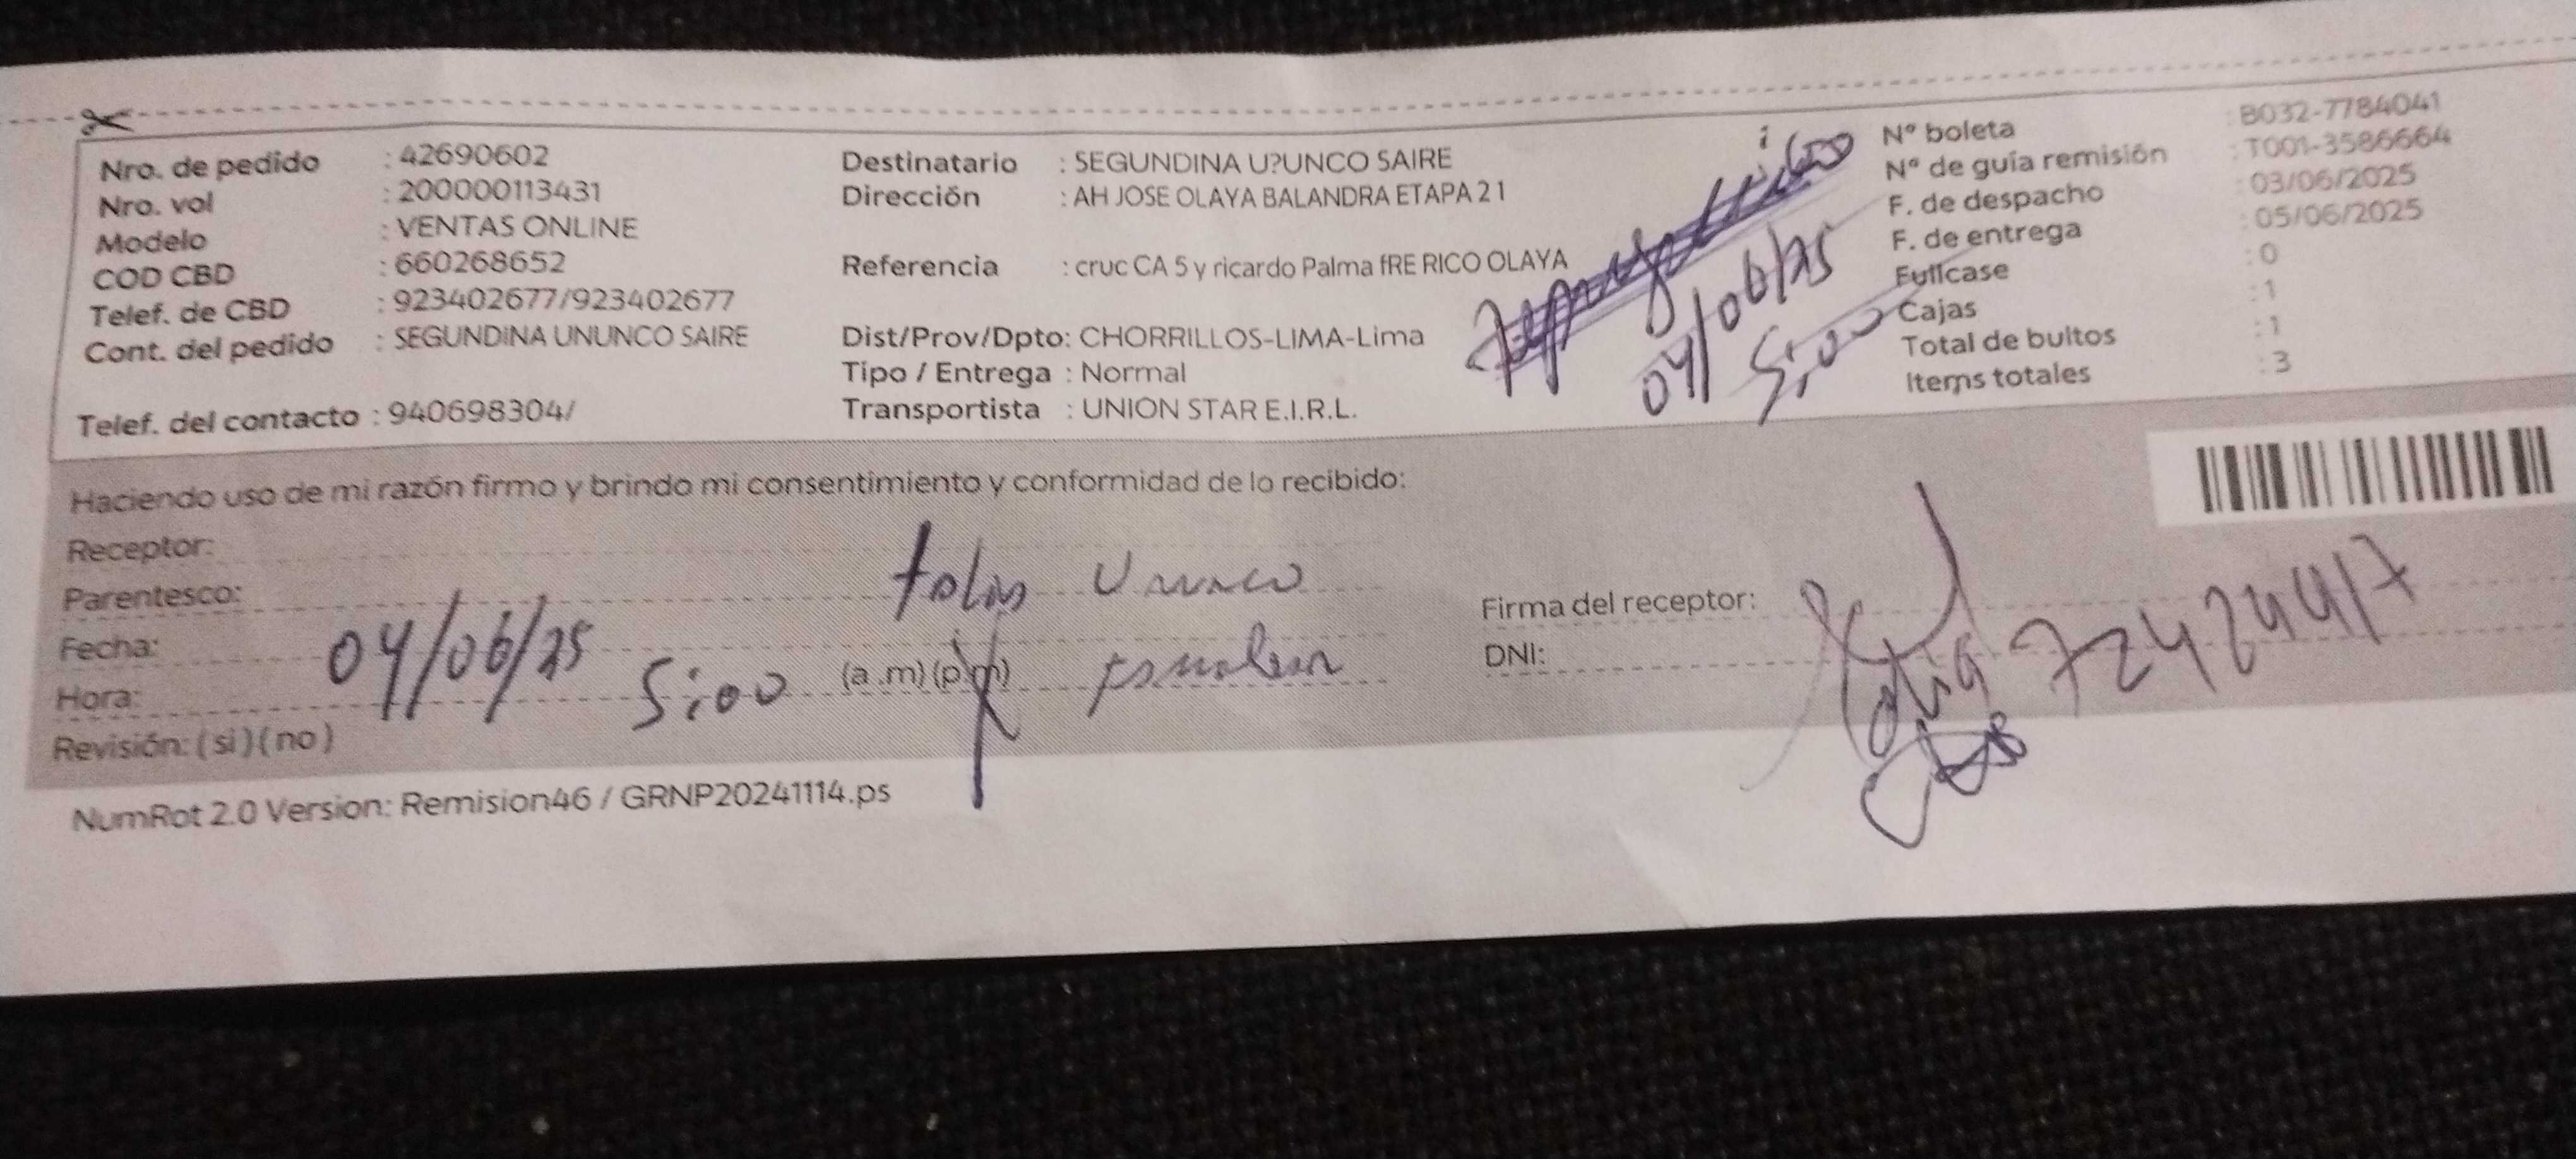 Nro. de pedido : 42690602
Nro. vol : 200000113431
Modelo : VENTAS ONLINE
COD CBD : 660268652
Telef. de CBD : 923402677/923402677
Cont. del pedido : SEGUNDINA UNUNCO SAIRE
Telef. del contacto : 940698304/
Destinatario : SEGUNDINA U?UNCO SAIRE
Dirección : AH JOSE OLAYA BALANDRA ETAPA 2 1
Referencia : cruc CA 5 y ricardo Palma fRE RICO OLAYA
Dist/Prov/Dpto: CHORRILLOS-LIMA-Lima
Tipo / Entrega : Normal
Transportista : UNION STAR E.I.R.L.
04/06/25
5:00
N° boleta : B032-7784041
N° de guía remisión : T001-3586664
F. de despacho : 03/06/2025
F. de entrega : 05/06/2025
Fullcase : 0
Cajas : 1
Total de bultos : 1
Items totales : 3
Haciendo uso de mi razón firmo y brindo mi consentimiento y conformidad de lo recibido:
Receptor:
Parentesco: Ununco
Fecha: 04/06/25
Hora: 5:00 (a.m) (p.m)
Revisión: (si) (no)
Firma del receptor:
DNI: 72424417
NumRot 2.0 Version: Remision46 / GRNP20241114.ps